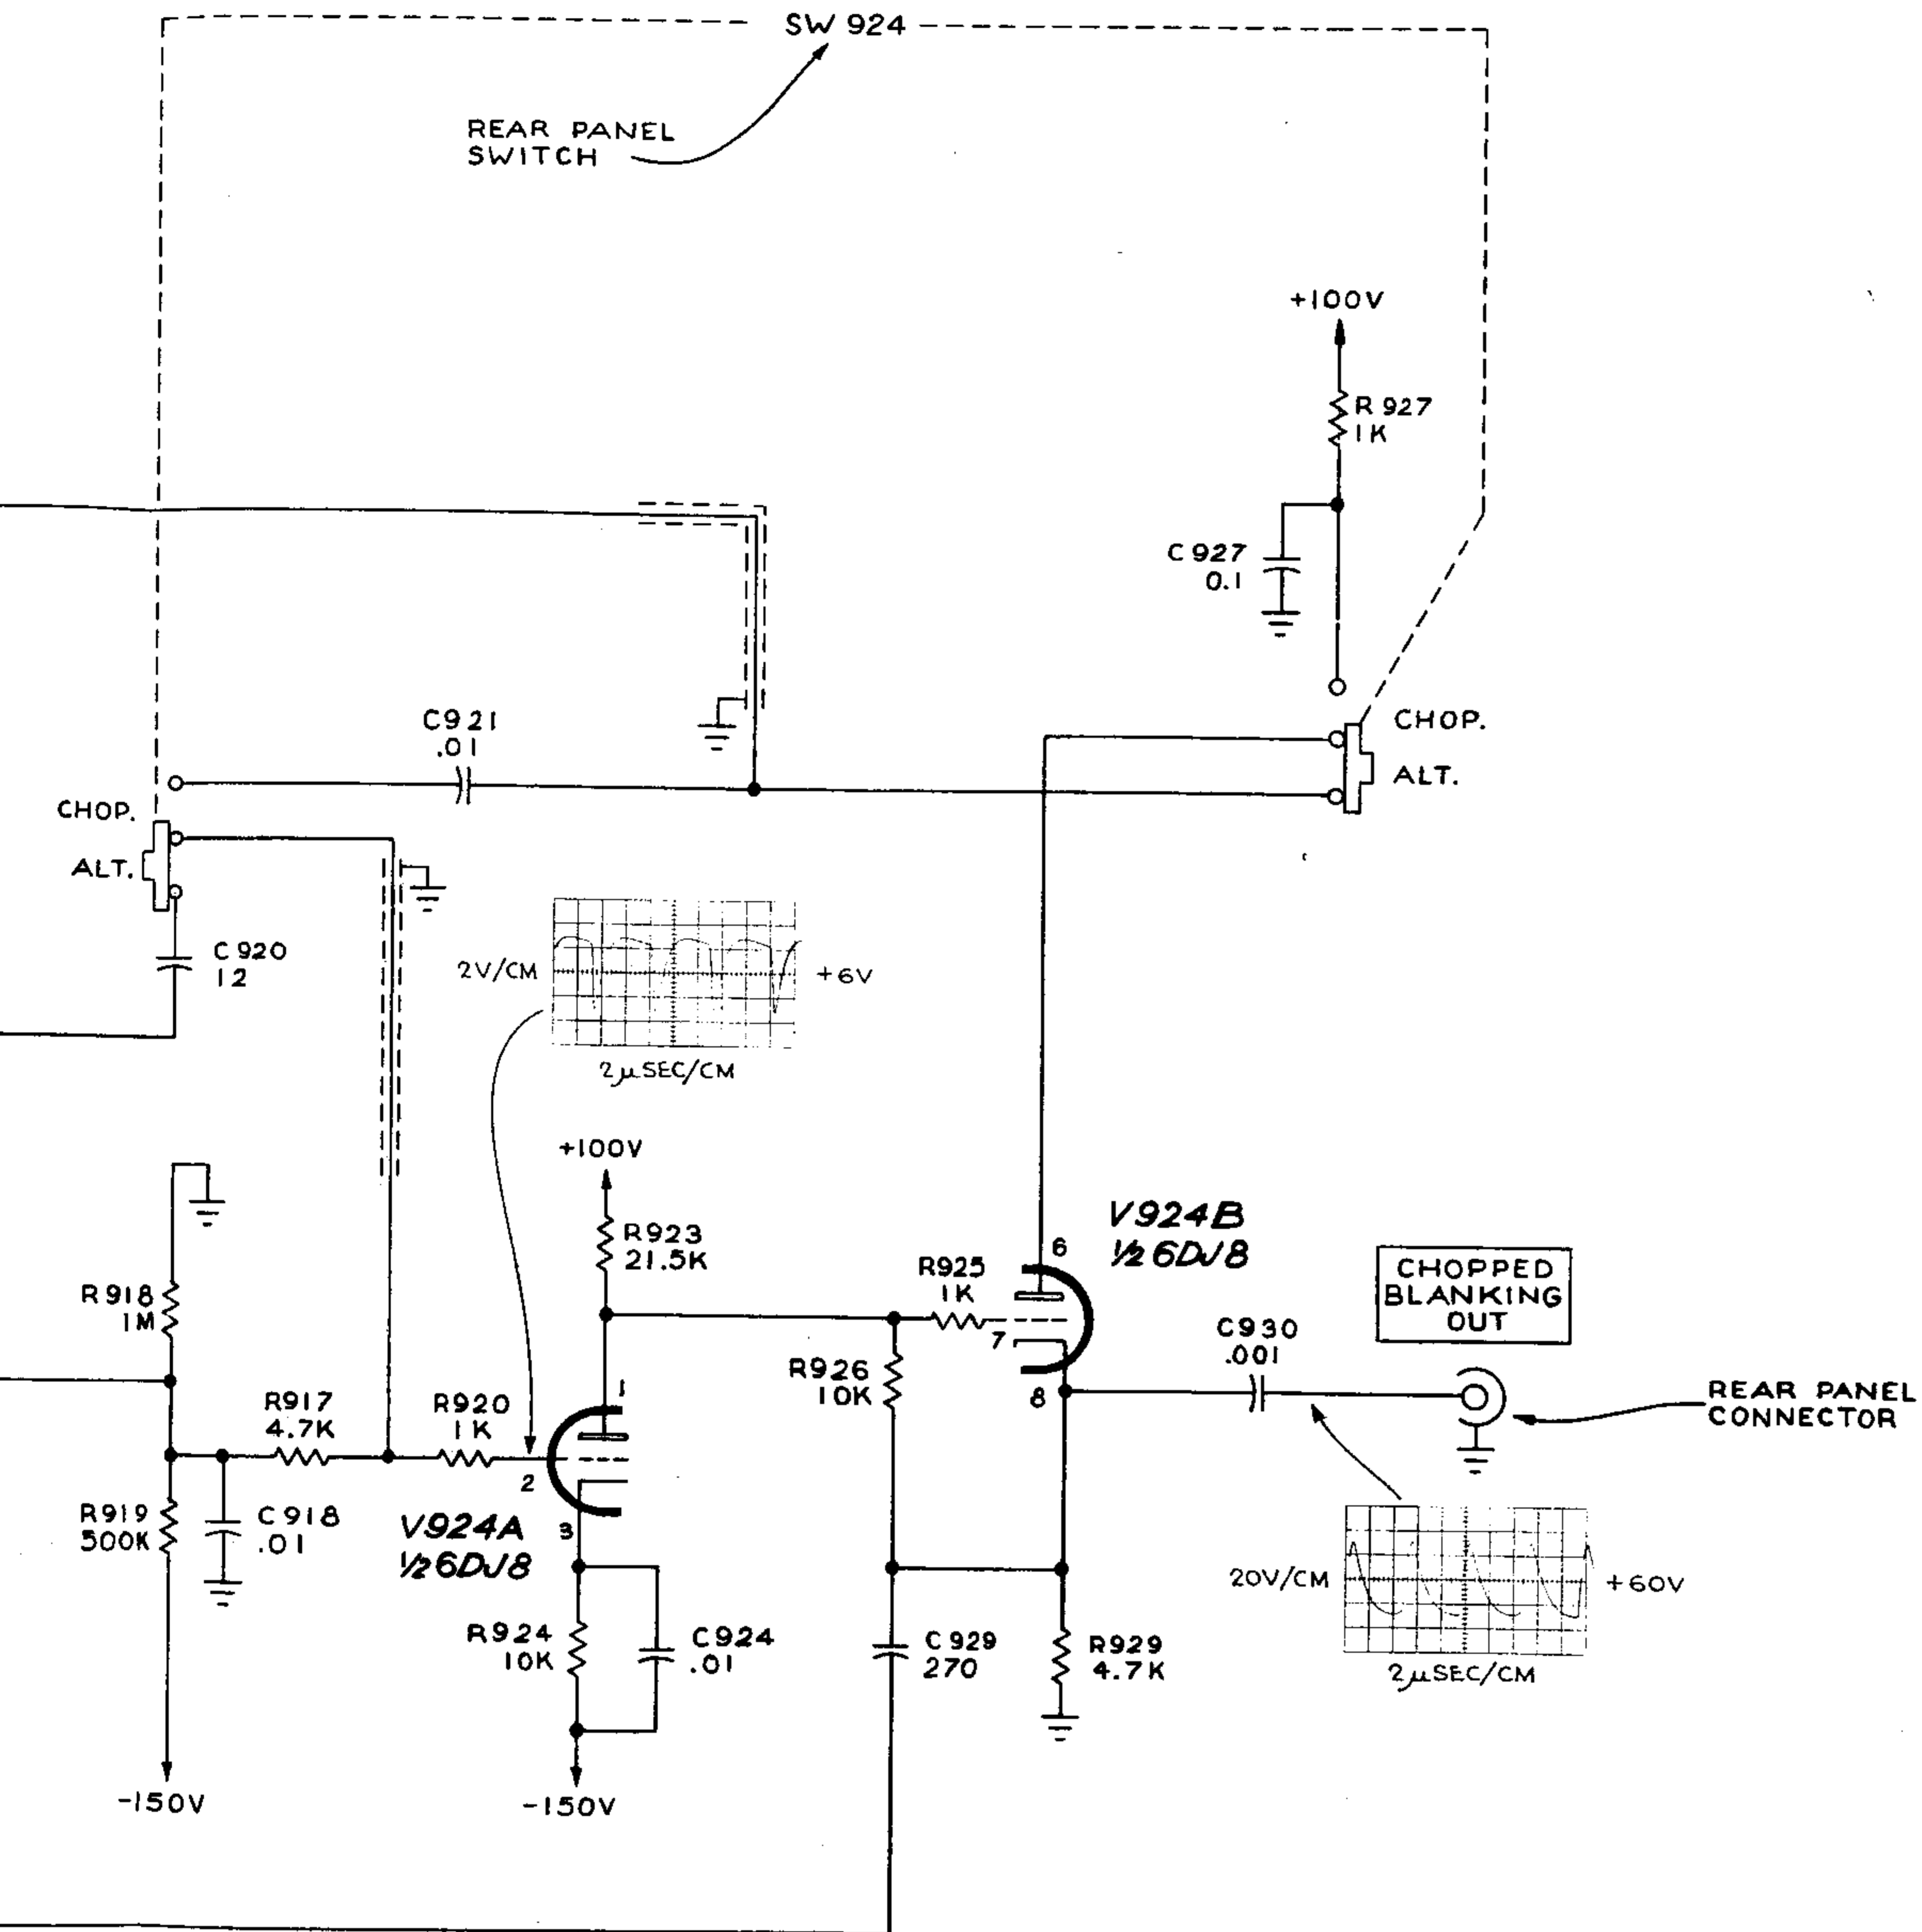 SW 924
REAR PANEL
SWITCH
+100V
R 927
1K
C 927
0.1
CHOP.
ALT.
C921
.01
CHOP.
ALT.
C 920
12
2V/CM
+6V
2µSEC/CM
+100V
R923
21.5K
V924B
½ 6DJ8
6
R925
1K
7
8
CHOPPED
BLANKING
OUT
C930
.001
R918
1M
R926
10K
REAR PANEL
CONNECTOR
R917
4.7K
R920
1K
1
2
3
R919
500K
C 918
.01
V924A
½ 6DJ8
20V/CM
+60V
2µSEC/CM
R924
10K
C924
.01
C 929
270
R929
4.7K
-150V
-150V